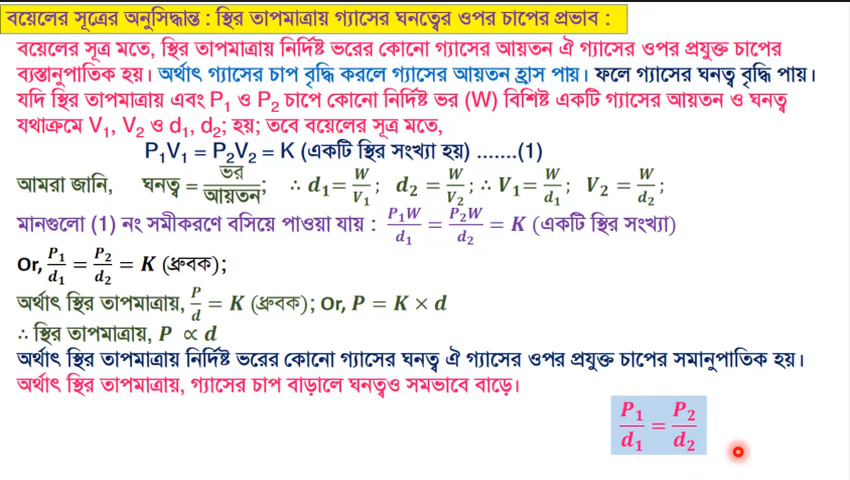 বয়েলের সূত্রের অনুসিদ্ধান্ত : স্থির তাপমাত্রায় গ্যাসের ঘনত্বের ওপর চাপের প্রভাব :
বয়েলের সূত্র মতে, স্থির তাপমাত্রায় নির্দিষ্ট ভরের কোনো গ্যাসের আয়তন ঐ গ্যাসের ওপর প্রযুক্ত চাপের
ব্যস্তানুপাতিক হয়। অর্থাৎ গ্যাসের চাপ বৃদ্ধি করলে গ্যাসের আয়তন হ্রাস পায়। ফলে গ্যাসের ঘনত্ব বৃদ্ধি পায়।
যদি স্থির তাপমাত্রায় এবং P₁ ও P₂ চাপে কোনো নির্দিষ্ট ভর (W) বিশিষ্ট একটি গ্যাসের আয়তন ও ঘনত্ব
যথাক্রমে V₁, V₂ ও d₁, d₂; হয়; তবে বয়েলের সূত্র মতে,
P₁V₁ = P₂V₂ = K (একটি স্থির সংখ্যা হয়) .......(1)
আমরা জানি, ঘনত্ব = ভর/আয়তন; ∴ d₁= W/V₁; d₂ = W/V₂; ∴ V₁= W/d₁; V₂ = W/d₂;
মানগুলো (1) নং সমীকরণে বসিয়ে পাওয়া যায় : P₁W/d₁ = P₂W/d₂ = K (একটি স্থির সংখ্যা)
Or, P₁/d₁ = P₂/d₂ = K (ধ্রুবক);
অর্থাৎ স্থির তাপমাত্রায়, P/d = K (ধ্রুবক); Or, P = K × d
∴ স্থির তাপমাত্রায়, P ∝ d
অর্থাৎ স্থির তাপমাত্রায় নির্দিষ্ট ভরের কোনো গ্যাসের ঘনত্ব ঐ গ্যাসের ওপর প্রযুক্ত চাপের সমানুপাতিক হয়।
অর্থাৎ স্থির তাপমাত্রায়, গ্যাসের চাপ বাড়ালে ঘনত্বও সমভাবে বাড়ে।
P₁/d₁ = P₂/d₂